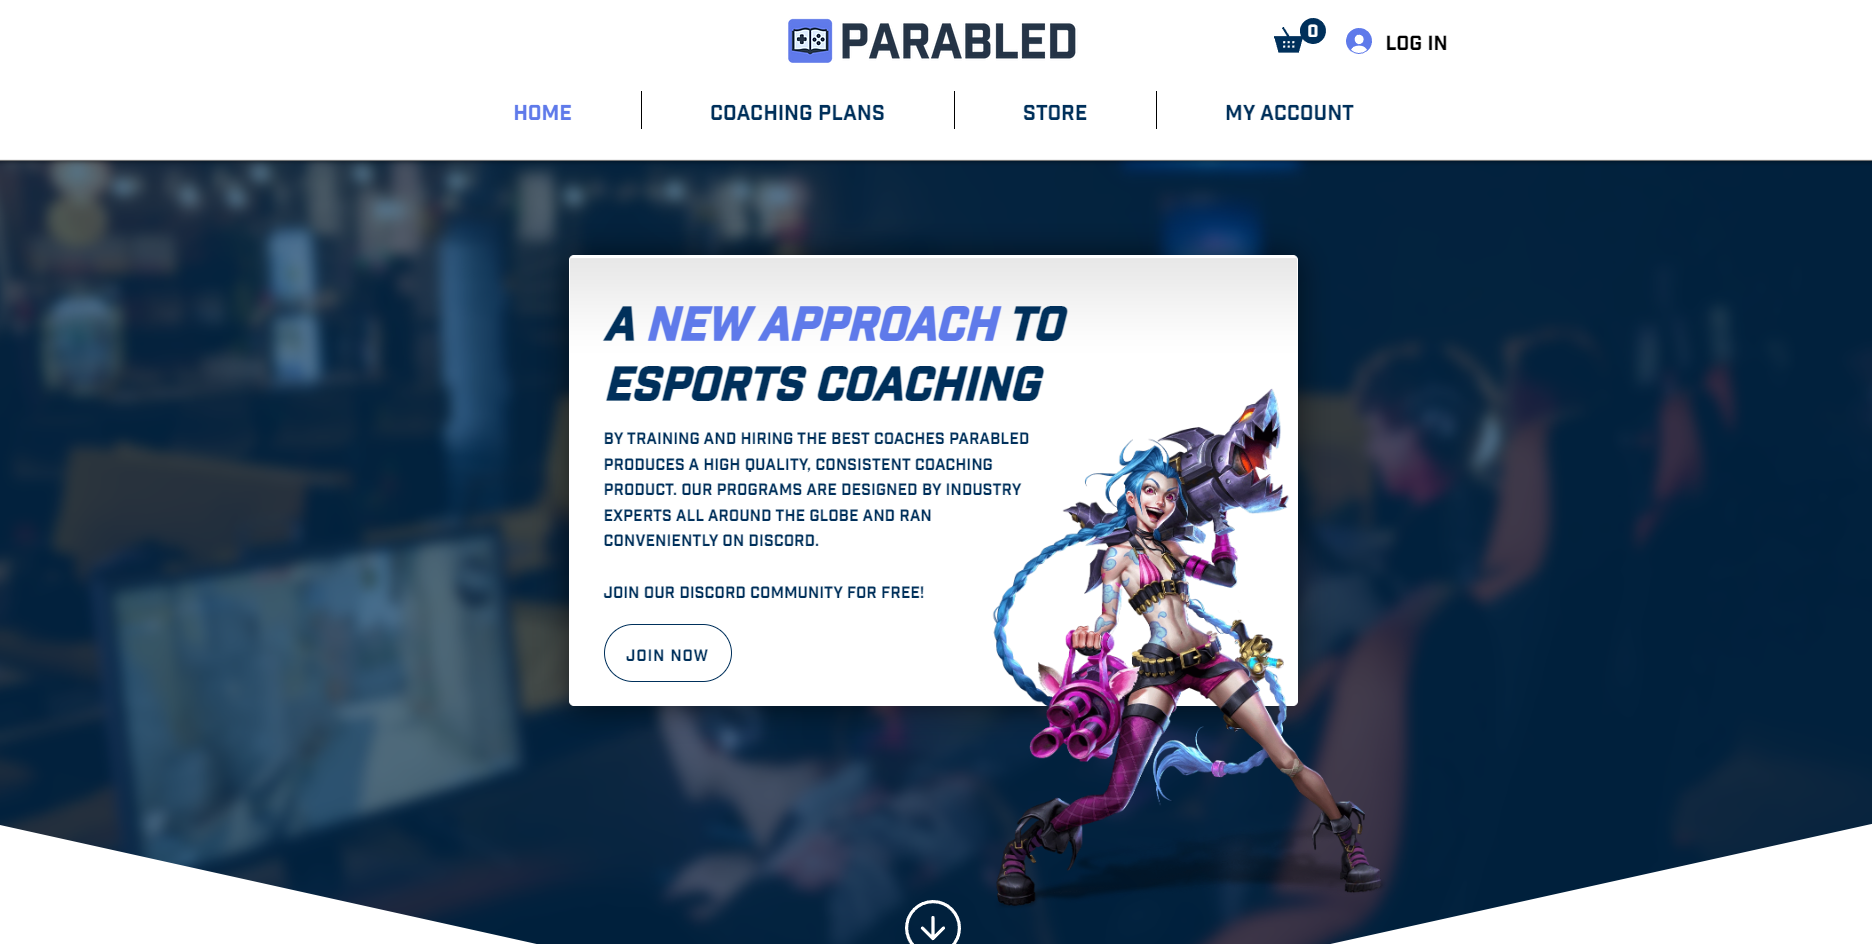 PARABLED
0
LOG IN
HOME
COACHING PLANS
STORE
MY ACCOUNT
A NEW APPROACH TO
ESPORTS COACHING
BY TRAINING AND HIRING THE BEST COACHES PARABLED
PRODUCES A HIGH QUALITY, CONSISTENT COACHING
PRODUCT. OUR PROGRAMS ARE DESIGNED BY INDUSTRY
EXPERTS ALL AROUND THE GLOBE AND RAN
CONVENIENTLY ON DISCORD.
JOIN OUR DISCORD COMMUNITY FOR FREE!
JOIN NOW